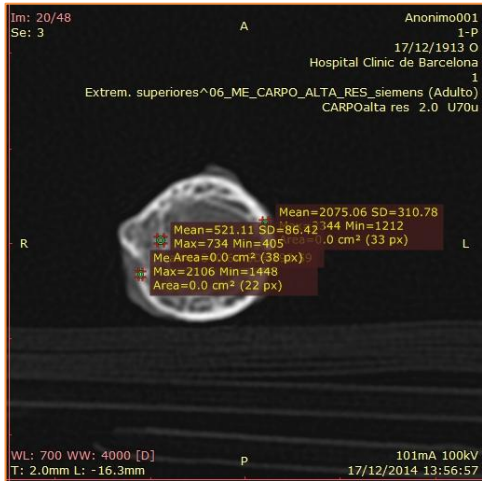 Im: 20/48
Se: 3
A
Anonimo001
1-P
17/12/1913 O
Hospital Clinic de Barcelona
1
Extrem. superiores^06_ME_CARPO_ALTA_RES_siemens (Adulto)
CARPOalta res 2.0 U70u
R
L
Mean=2075.06 SD=310.78
344 Min=1212
Area=0.0 cm² (33 px)
Mean=521.11 SD=86.42
Max=734 Min=405
Area=0.0 cm² (38 px)
Max=2106 Min=1448
Area=0.0 cm² (22 px)
WL: 700 WW: 4000 [D]
T: 2.0mm L: -16.3mm
P
101mA 100kV
17/12/2014 13:56:57